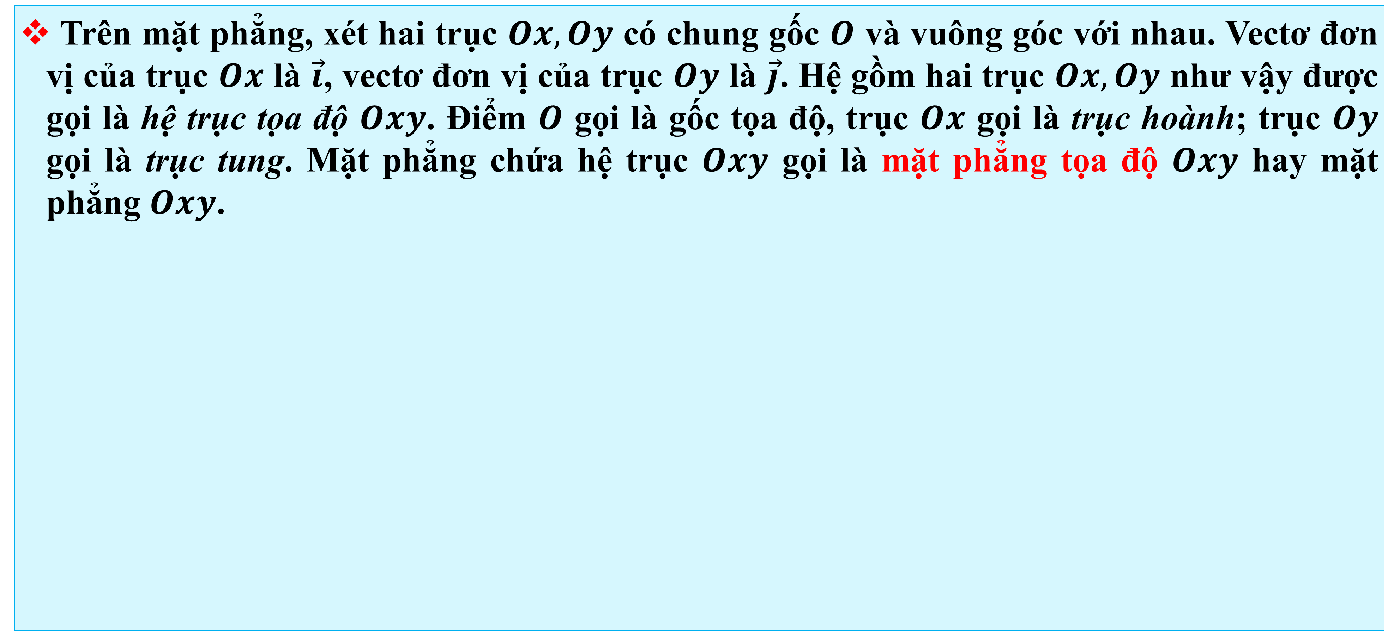 ❖ Trên mặt phẳng, xét hai trục Ox, Oy có chung gốc O và vuông góc với nhau. Vectơ đơn
vị của trục Ox là i⃗, vectơ đơn vị của trục Oy là j⃗. Hệ gồm hai trục Ox, Oy như vậy được
gọi là hệ trục tọa độ Oxy. Điểm O gọi là gốc tọa độ, trục Ox gọi là trục hoành; trục Oy
gọi là trục tung. Mặt phẳng chứa hệ trục Oxy gọi là mặt phẳng tọa độ Oxy hay mặt
phẳng Oxy.